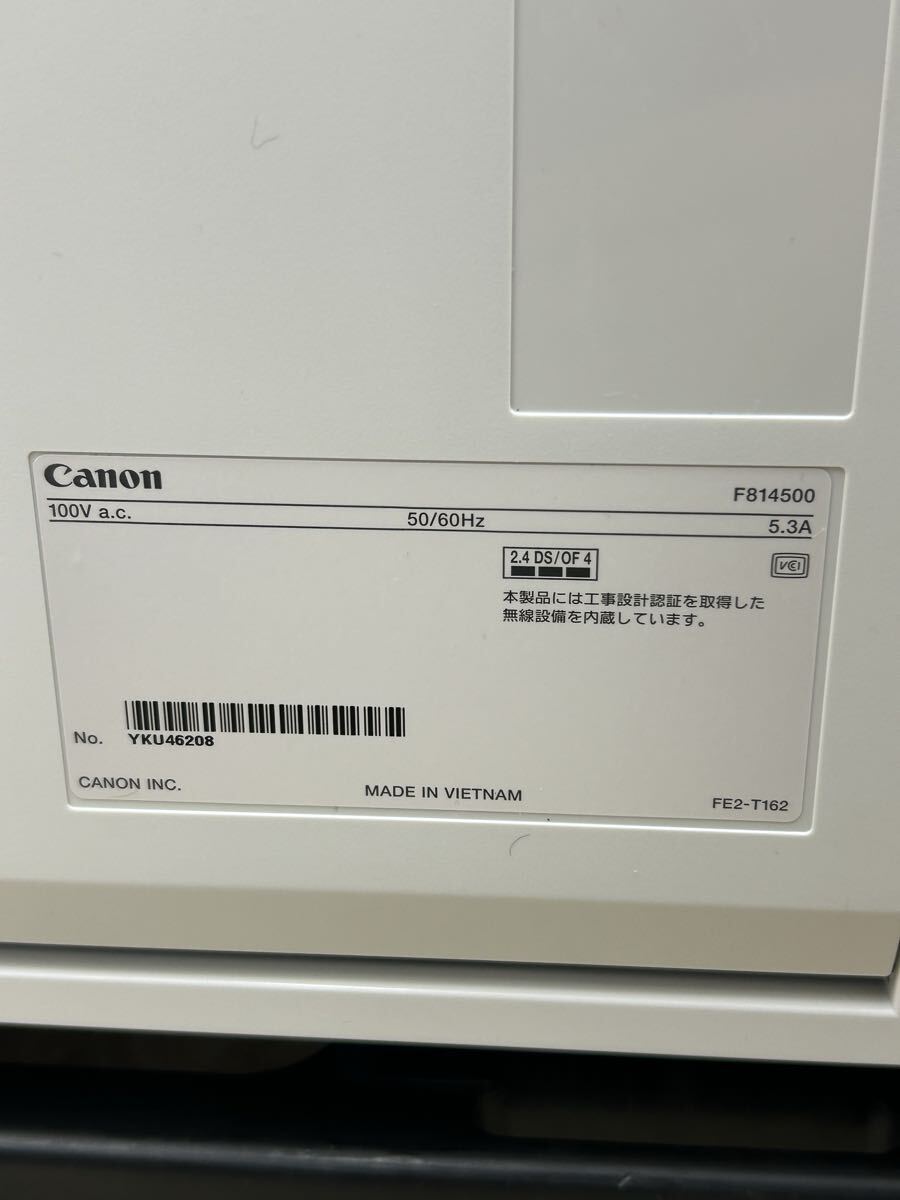 Canon
F814500
100V a.c. 50/60Hz 5.3A
2.4 DS/OF 4
VCI
本製品には工事設計認証を取得した
無線設備を内蔵しています。
No. YKU46208
CANON INC. MADE IN VIETNAM FE2-T162